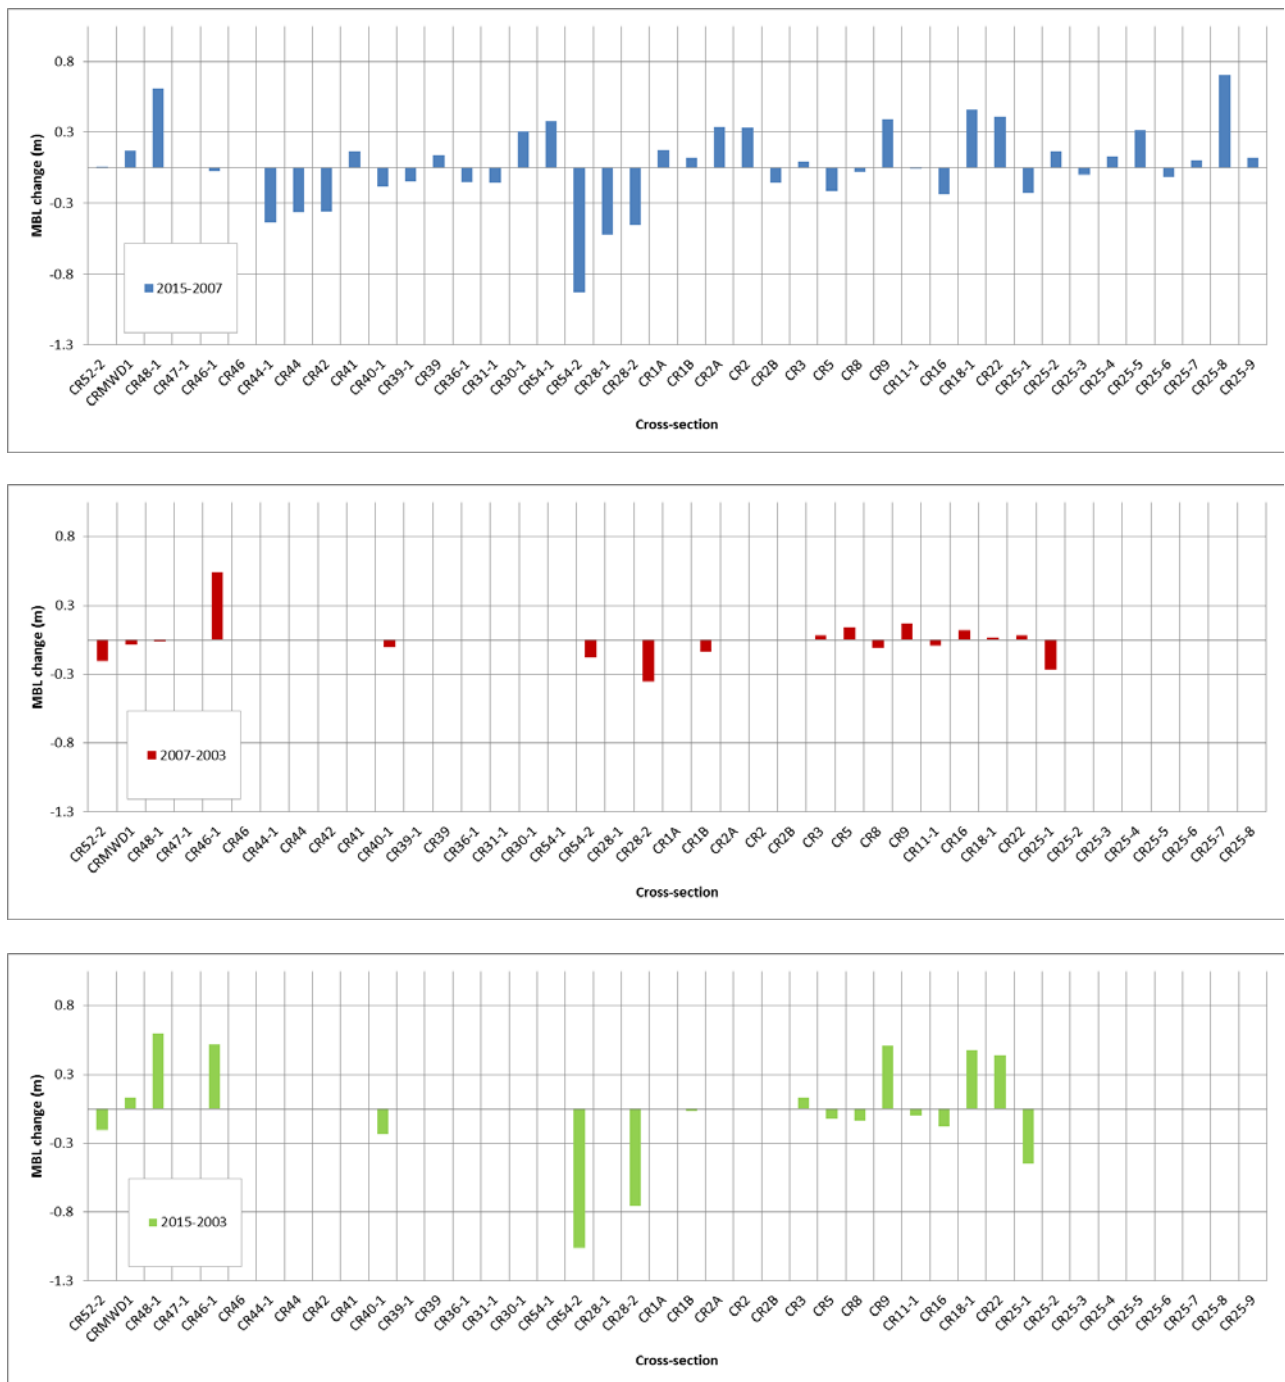 0.8
0.3
-0.3
-0.8
-1.3
MBL change (m)
2015-2007
CR52-2 CRMWD1 CR48-1 CR47-1 CR46-1 CR46 CR44-1 CR44 CR42 CR41 CR40-1 CR39-1 CR39 CR36-1 CR31-1 CR30-1 CR54-1 CR54-2 CR28-1 CR28-2 CR1A CR1B CR2A CR2 CR2B CR3 CR5 CR8 CR9 CR11-1 CR16 CR18-1 CR22 CR25-1 CR25-2 CR25-3 CR25-4 CR25-5 CR25-6 CR25-7 CR25-8 CR25-9
Cross-section
0.8
0.3
-0.3
-0.8
-1.3
MBL change (m)
2007-2003
CR52-2 CRMWD1 CR48-1 CR47-1 CR46-1 CR46 CR44-1 CR44 CR42 CR41 CR40-1 CR39-1 CR39 CR36-1 CR31-1 CR30-1 CR54-1 CR54-2 CR28-1 CR28-2 CR1A CR1B CR2A CR2 CR2B CR3 CR5 CR8 CR9 CR11-1 CR16 CR18-1 CR22 CR25-1 CR25-2 CR25-3 CR25-4 CR25-5 CR25-6 CR25-7 CR25-8
Cross-section
0.8
0.3
-0.3
-0.8
-1.3
MBL change (m)
2015-2003
CR52-2 CRMWD1 CR48-1 CR47-1 CR46-1 CR46 CR44-1 CR44 CR42 CR41 CR40-1 CR39-1 CR39 CR36-1 CR31-1 CR30-1 CR54-1 CR54-2 CR28-1 CR28-2 CR1A CR1B CR2A CR2 CR2B CR3 CR5 CR8 CR9 CR11-1 CR16 CR18-1 CR22 CR25-1 CR25-2 CR25-3 CR25-4 CR25-5 CR25-6 CR25-7 CR25-8 CR25-9
Cross-section